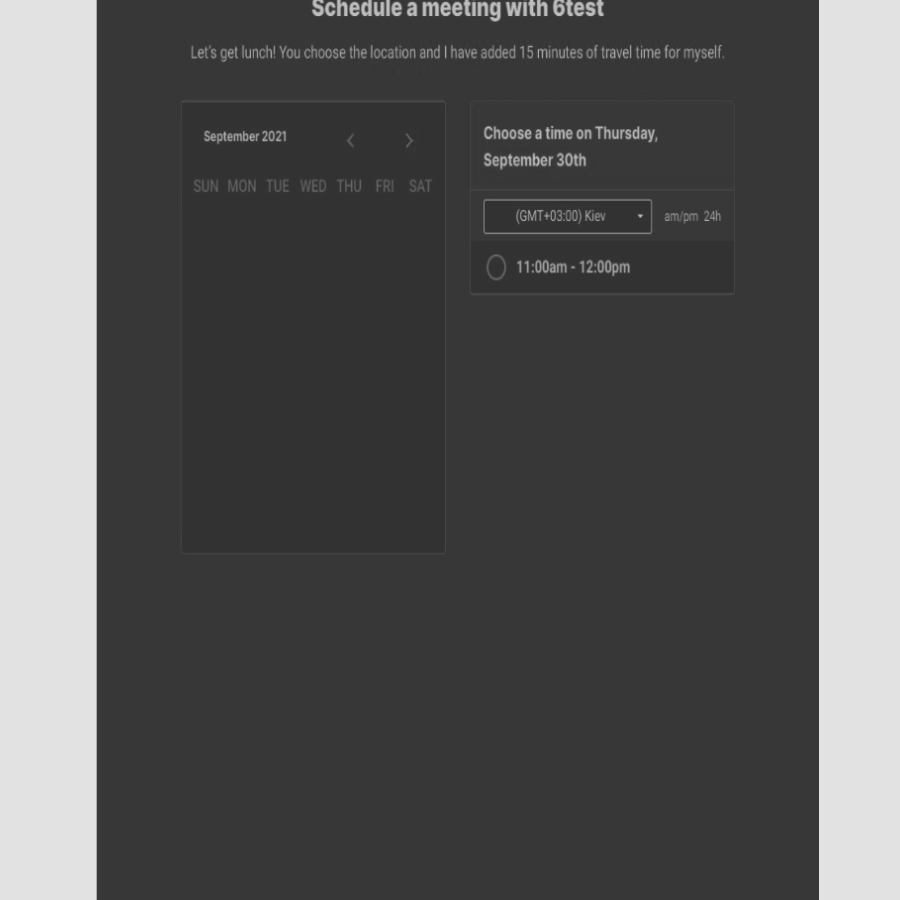 Schedule a meeting with 6test
Let's get lunch! You choose the location and I have added 15 minutes of travel time for myself.
September 2021
SUN MON TUE WED THU FRI SAT
Choose a time on Thursday,
September 30th
(GMT+03:00) Kiev
am/pm 24h
11:00am - 12:00pm